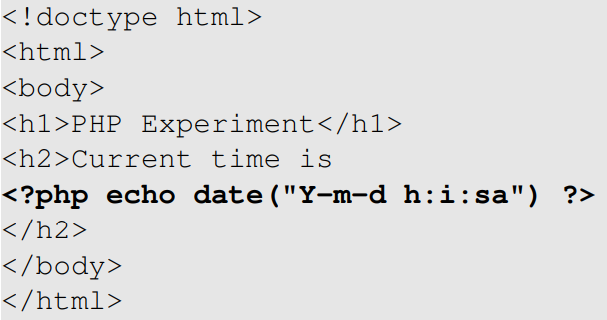 <!doctype html>
<html>
<body>
<h1>PHP Experiment</h1>
<h2>Current time is
<?php echo date("Y-m-d h:i:sa") ?>
</h2>
</body>
</html>